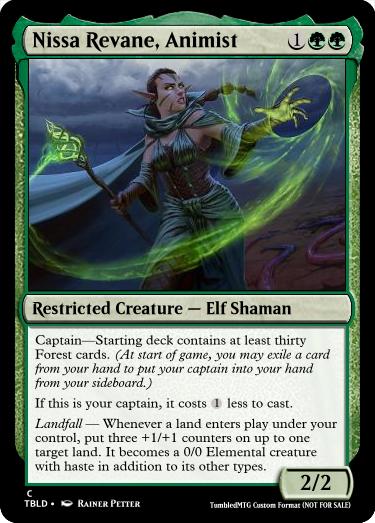 Nissa Revane, Animist 1
Restricted Creature — Elf Shaman
Captain—Starting deck contains at least thirty
Forest cards. (At start of game, you may exile a card
from your hand to put your captain into your hand
from your sideboard.)
If this is your captain, it costs 1 less to cast.
Landfall — Whenever a land enters play under your
control, put three +1/+1 counters on up to one
target land. It becomes a 0/0 Elemental creature
with haste in addition to its other types.
2/2
C
TBLD • Rainer Petter
TumbledMTG Custom Format (NOT FOR SALE)